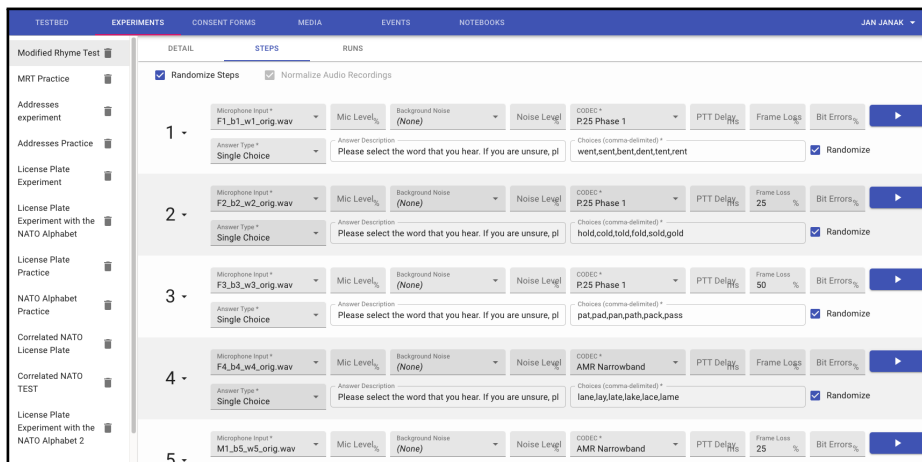 TESTBED EXPERIMENTS CONSENT FORMS MEDIA EVENTS NOTEBOOKS JAN JANAK
Modified Rhyme Test
MRT Practice
Addresses
experiment
Addresses Practice
License Plate
Experiment
License Plate
Experiment with the
NATO Alphabet
License Plate
Practice
NATO Alphabet
Practice
Correlated NATO
License Plate
Correlated NATO
TEST
License Plate
Experiment with the
NATO Alphabet 2
DETAIL STEPS RUNS
Randomize Steps Normalize Audio Recordings
1
Microphone Input * Background Noise CODEC *
F1_b1_w1_orig.wav Mic Level % (None) Noise Level % P.25 Phase 1 PTT Delay ms Frame Loss % Bit Errors %
Answer Type * Answer Description Choices (comma-delimited) *
Single Choice Please select the word that you hear. If you are unsure, pl went,sent,bent,dent,tent,rent Randomize
2
Microphone Input * Background Noise CODEC * Frame Loss
F2_b2_w2_orig.wav Mic Level % (None) Noise Level % P.25 Phase 1 PTT Delay ms 25 % Bit Errors %
Answer Type * Answer Description Choices (comma-delimited) *
Single Choice Please select the word that you hear. If you are unsure, pl hold,cold,told,fold,sold,gold Randomize
3
Microphone Input * Background Noise CODEC * Frame Loss
F3_b3_w3_orig.wav Mic Level % (None) Noise Level % P.25 Phase 1 PTT Delay ms 50 % Bit Errors %
Answer Type * Answer Description Choices (comma-delimited) *
Single Choice Please select the word that you hear. If you are unsure, pl pat,pad,pan,path,pack,pass Randomize
4
Microphone Input * Background Noise CODEC *
F4_b4_w4_orig.wav Mic Level % (None) Noise Level % AMR Narrowband PTT Delay ms Frame Loss % Bit Errors %
Answer Type * Answer Description Choices (comma-delimited) *
Single Choice Please select the word that you hear. If you are unsure, pl lane,lay,late,lake,lace,lame Randomize
5
Microphone Input * Background Noise CODEC * Frame Loss
M1_b5_w5_orig.wav Mic Level % (None) Noise Level % AMR Narrowband PTT Delay ms 25 % Bit Errors %